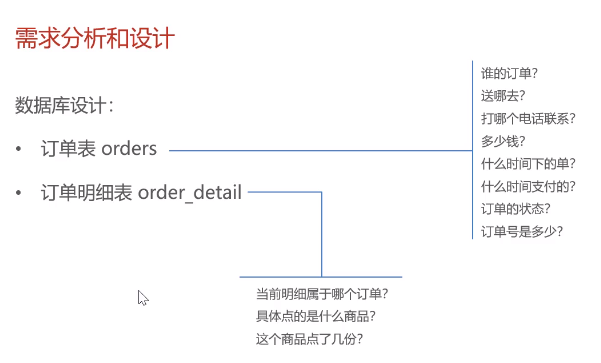 需求分析和设计
数据库设计：
• 订单表 orders
• 订单明细表 order_detail
谁的订单？
送哪去？
打哪个电话联系？
多少钱？
什么时间下的单？
什么时间支付的？
订单的状态？
订单号是多少？
当前明细属于哪个订单？
具体点的是什么商品？
这个商品点了几份？